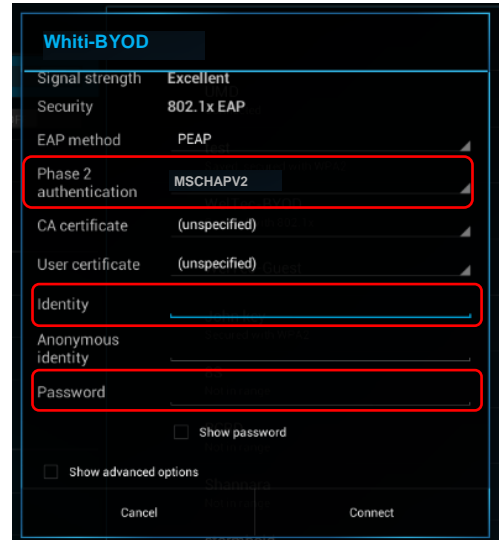 Whiti-BYOD
Signal strength Excellent
Security 802.1x EAP
EAP method PEAP
Phase 2
authentication MSCHAPV2
CA certificate (unspecified)
User certificate (unspecified)
Identity
Anonymous
identity
Password
Show password
Show advanced options
Cancel Connect